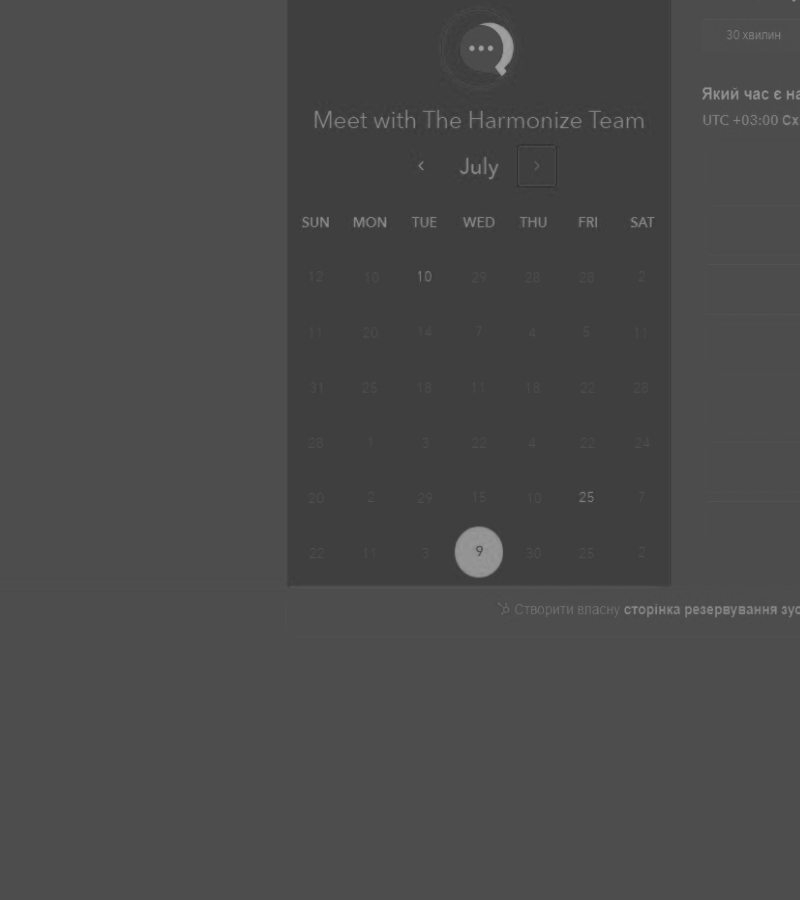 30 хвилин
Meet with The Harmonize Team
Який час є на
UTC +03:00 Сх
July
SUN MON TUE WED THU FRI SAT
12 10 10 29 28 28 2
11 20 14 7 4 5 11
31 25 18 11 18 22 28
28 1 3 22 4 22 24
20 2 29 15 10 25 7
22 11 3 9 30 25 2
Створити власну сторінка резервування зус